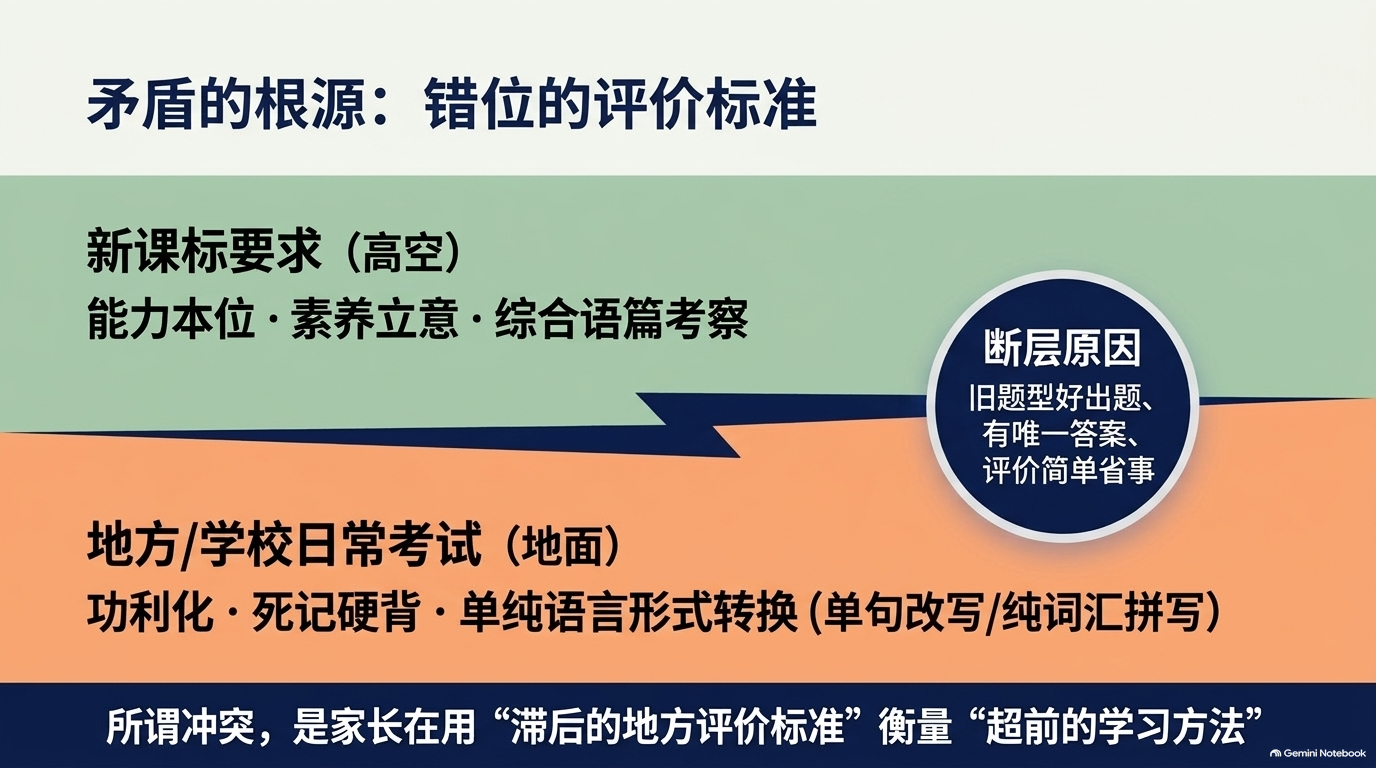 矛盾的根源：错位的评价标准
新课标要求（高空）
能力本位 · 素养立意 · 综合语篇考察
断层原因
旧题型好出题、
有唯一答案、
评价简单省事
地方/学校日常考试（地面）
功利化 · 死记硬背 · 单纯语言形式转换 (单句改写/纯词汇拼写）
所谓冲突，是家长在用“滞后的地方评价标准”衡量“超前的学习方法”
Gemini Notebook